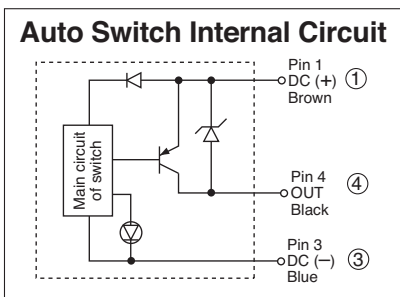 Auto Switch Internal Circuit
Pin 1
DC (+) ①
Brown
Main circuit
of switch
Pin 4
OUT ④
Black
Pin 3
DC (—) ③
Blue